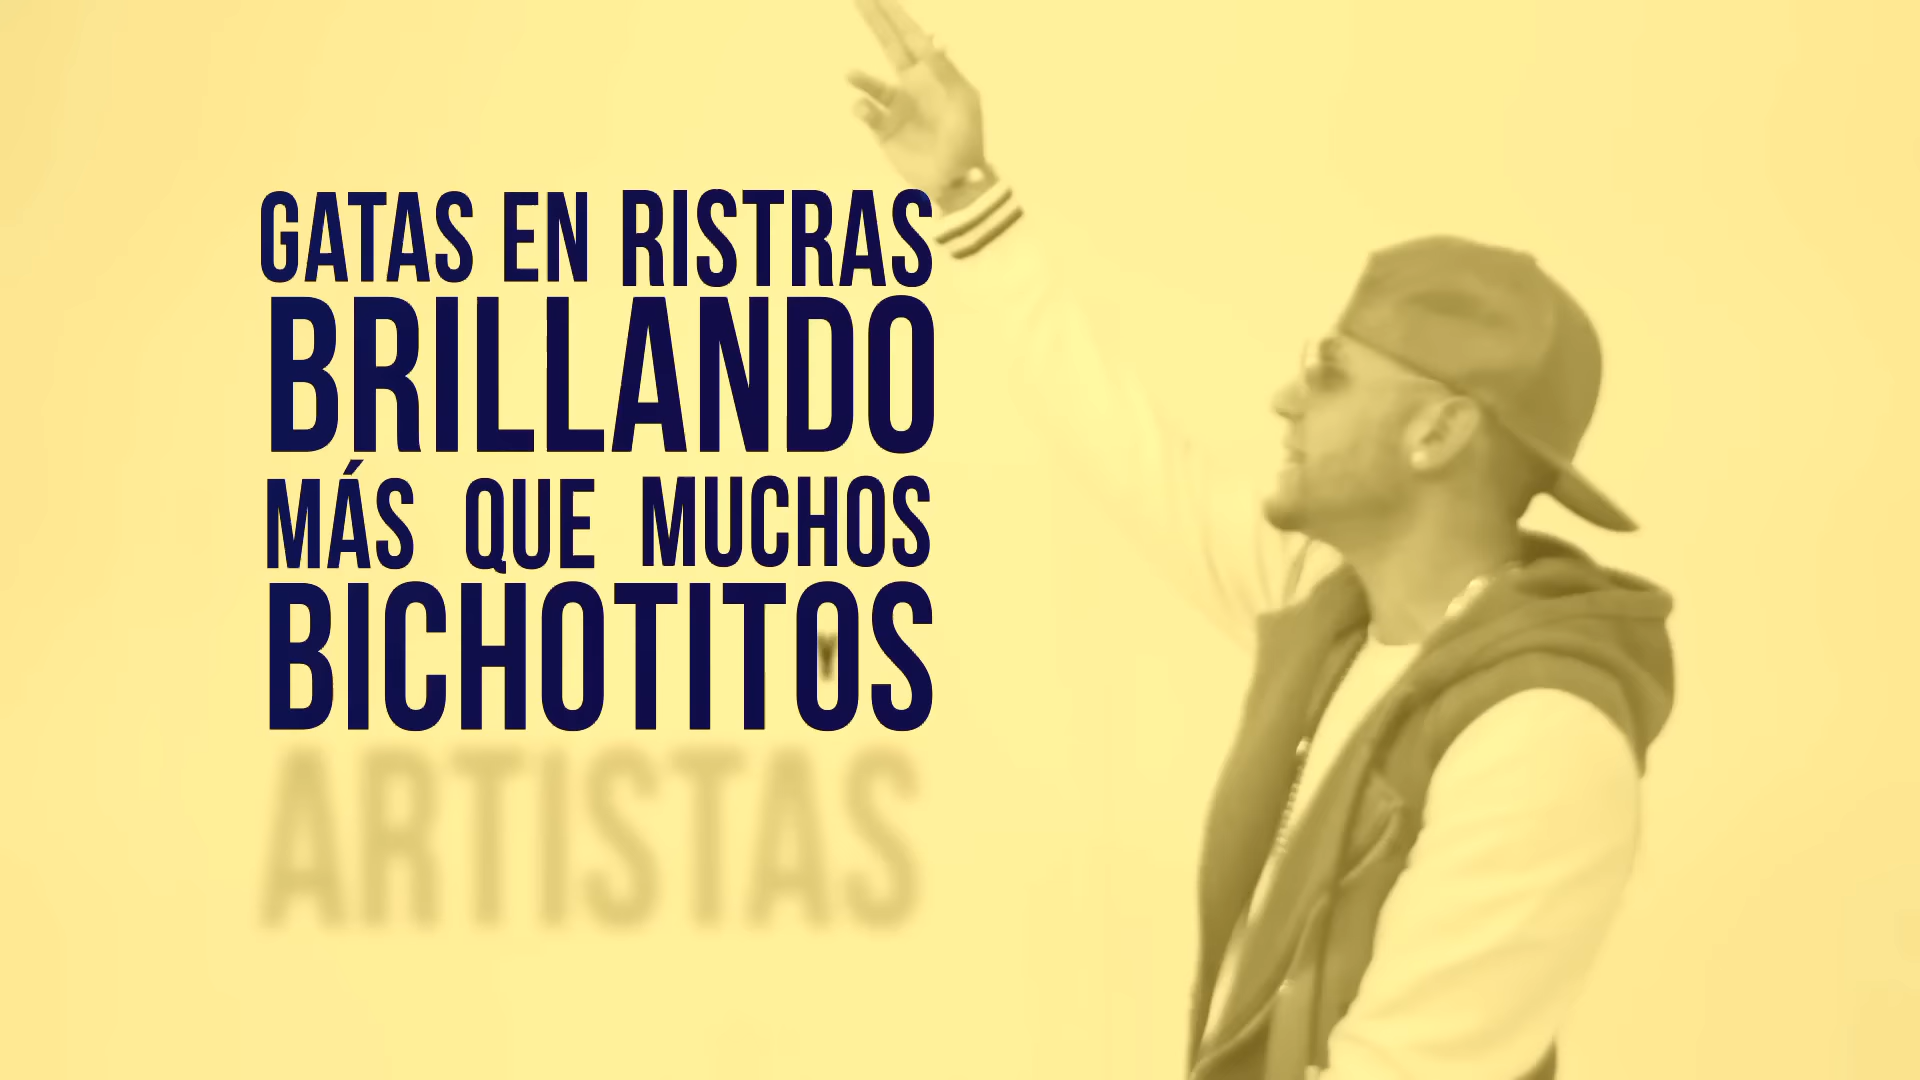 GATAS EN RISTRAS
BRILLANDO
MÁS QUE MUCHOS
BICHOTITOS
Y
ARTISTAS